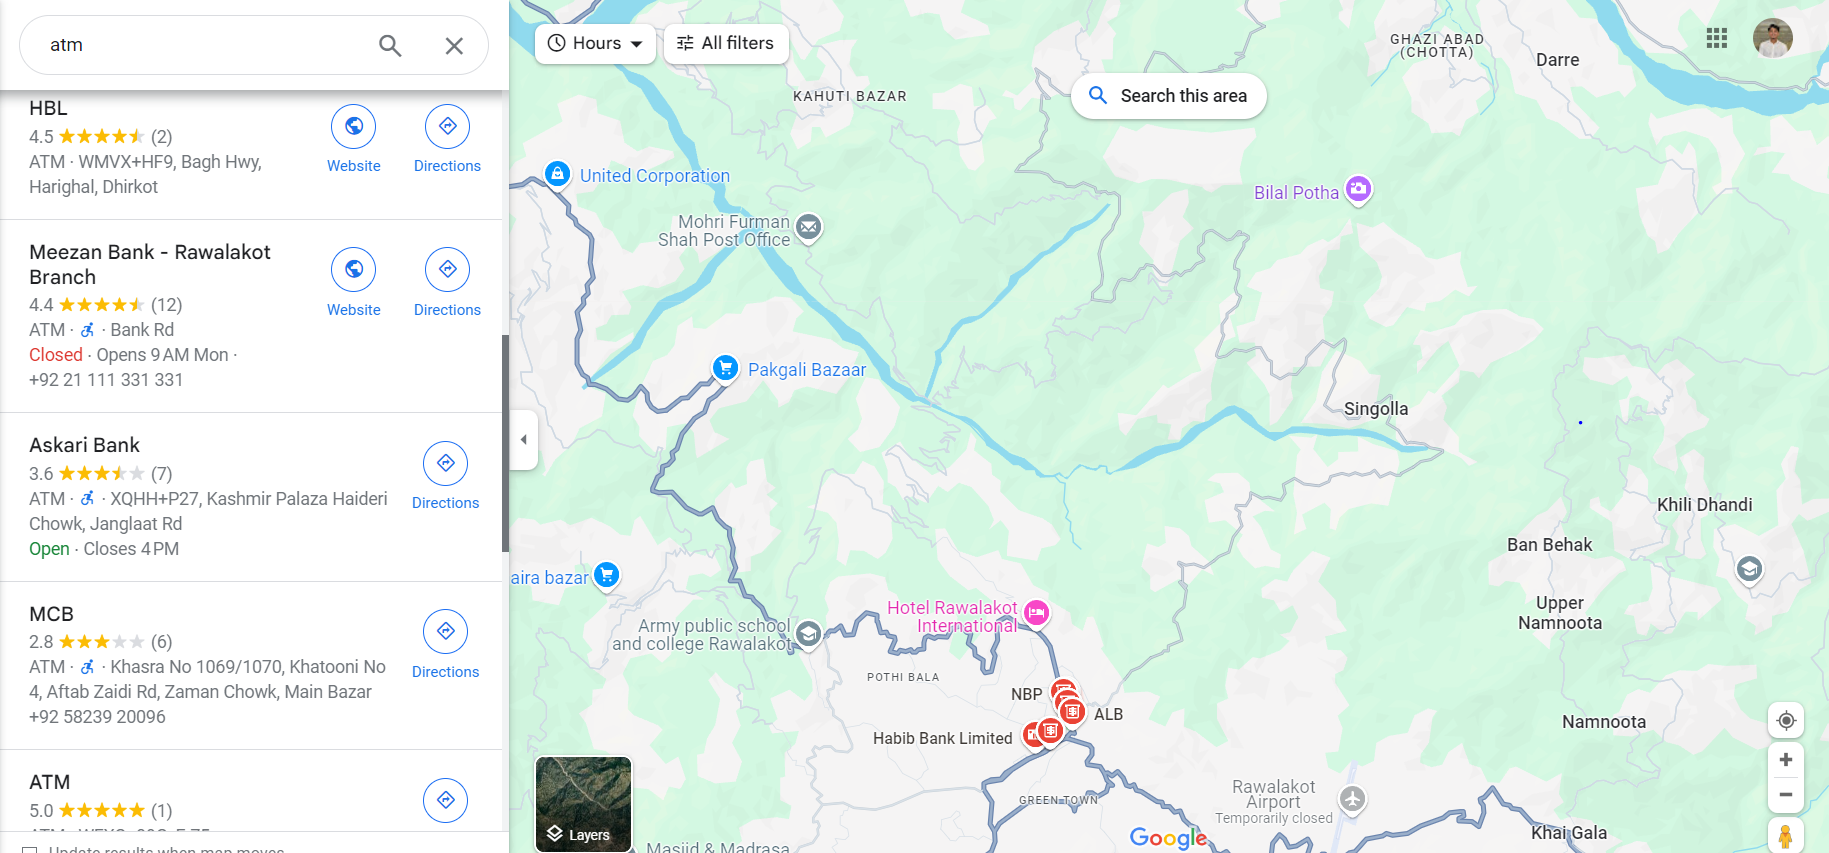 atm
HBL
4.5
(2)
ATM · WMVX+HF9, Bagh Hwy,
Harighal, Dhirkot
Website
Directions
Meezan Bank - Rawalakot
Branch
4.4
(12)
ATM ·
· Bank Rd
Closed · Opens 9 AM Mon ·
+92 21 111 331 331
Website
Directions
Askari Bank
3.6
(7)
ATM ·
· XQHH+P27, Kashmir Palaza Haideri
Chowk, Janglaat Rd
Open · Closes 4 PM
Directions
MCB
2.8
(6)
ATM ·
· Khasra No 1069/1070, Khatooni No
4, Aftab Zaidi Rd, Zaman Chowk, Main Bazar
+92 58239 20096
Directions
ATM
5.0
(1)
Update results when map moves
Hours
All filters
Search this area
GHAZI ABAD
(CHOTTA)
Darre
KAHUTI BAZAR
United Corporation
Bilal Potha
Mohri Furman
Shah Post Office
Pakgali Bazaar
Singolla
Khili Dhandi
Ban Behak
aira bazar
Upper
Namnoota
Hotel Rawalakot
International
Army public school
and college Rawalakot
POTHI BALA
NBP
ALB
Namnoota
Habib Bank Limited
Rawalakot
Airport
Temporarily closed
GREEN TOWN
Layers
Google
Khai Gala
Masjid & Madrasa